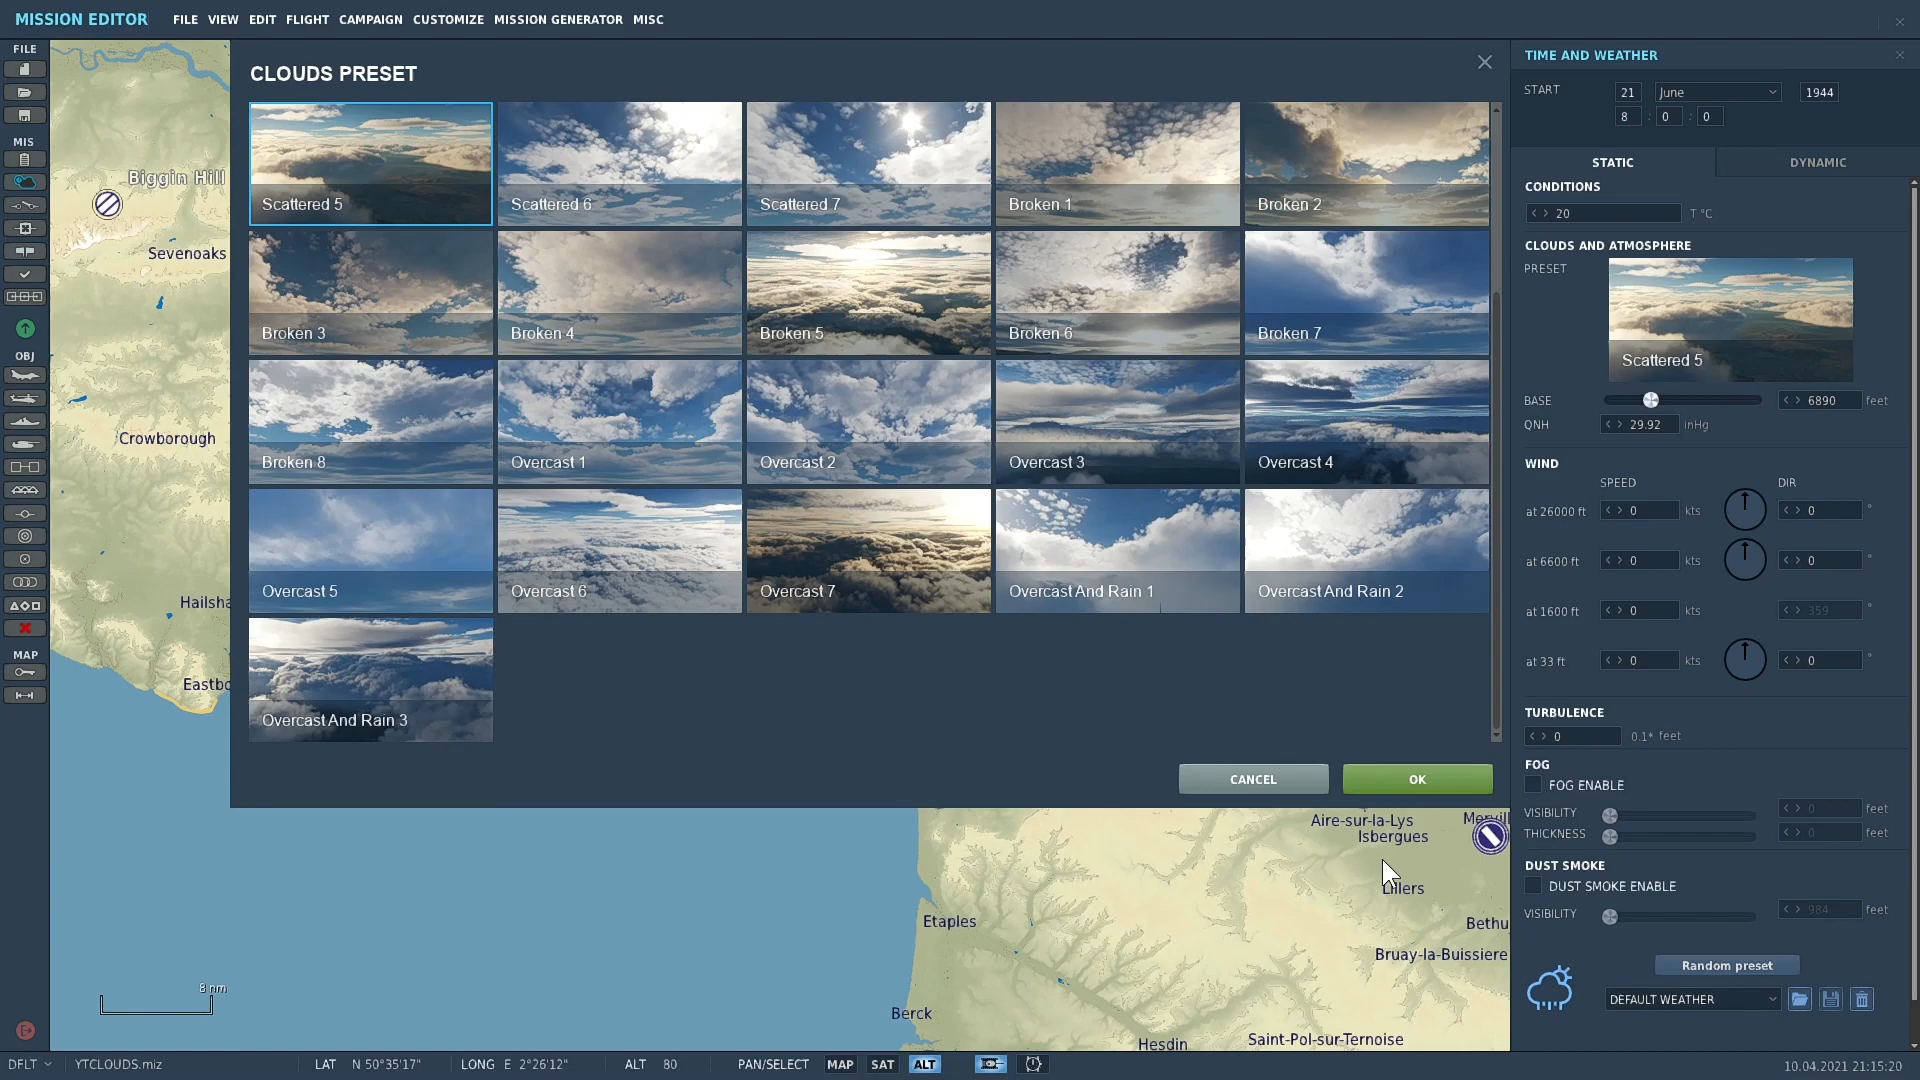 MISSION EDITOR FILE VIEW EDIT FLIGHT CAMPAIGN CUSTOMIZE MISSION GENERATOR MISC
FILE
MIS
OBJ
MAP
Biggin Hill
Sevenoaks
Crowborough
Hailsha
Eastbo
CLOUDS PRESET
Scattered 5
Scattered 6
Scattered 7
Broken 1
Broken 2
Broken 3
Broken 4
Broken 5
Broken 6
Broken 7
Broken 8
Overcast 1
Overcast 2
Overcast 3
Overcast 4
Overcast 5
Overcast 6
Overcast 7
Overcast And Rain 1
Overcast And Rain 2
Overcast And Rain 3
CANCEL
OK
Aire-sur-la-Lys
Isbergues
Mervill
Lillers
Bethu
Bruay-la-Buissiere
Etaples
Berck
Hesdin
Saint-Pol-sur-Ternoise
8 nm
TIME AND WEATHER
START 21 June 1944
8 : 0 : 0
STATIC DYNAMIC
CONDITIONS
20 T °C
CLOUDS AND ATMOSPHERE
PRESET
Scattered 5
BASE 6890 feet
QNH 29.92 inHg
WIND
SPEED DIR
at 26000 ft 0 kts 0 °
at 6600 ft 0 kts 0 °
at 1600 ft 0 kts 359 °
at 33 ft 0 kts 0 °
TURBULENCE
0 0.1* feet
FOG
FOG ENABLE
VISIBILITY 0 feet
THICKNESS 0 feet
DUST SMOKE
DUST SMOKE ENABLE
VISIBILITY 984 feet
Random preset
DEFAULT WEATHER
DFLT YTCLOUDS.miz LAT N 50°35'17" LONG E 2°26'12" ALT 80 PAN/SELECT MAP SAT ALT 10.04.2021 21:15:20